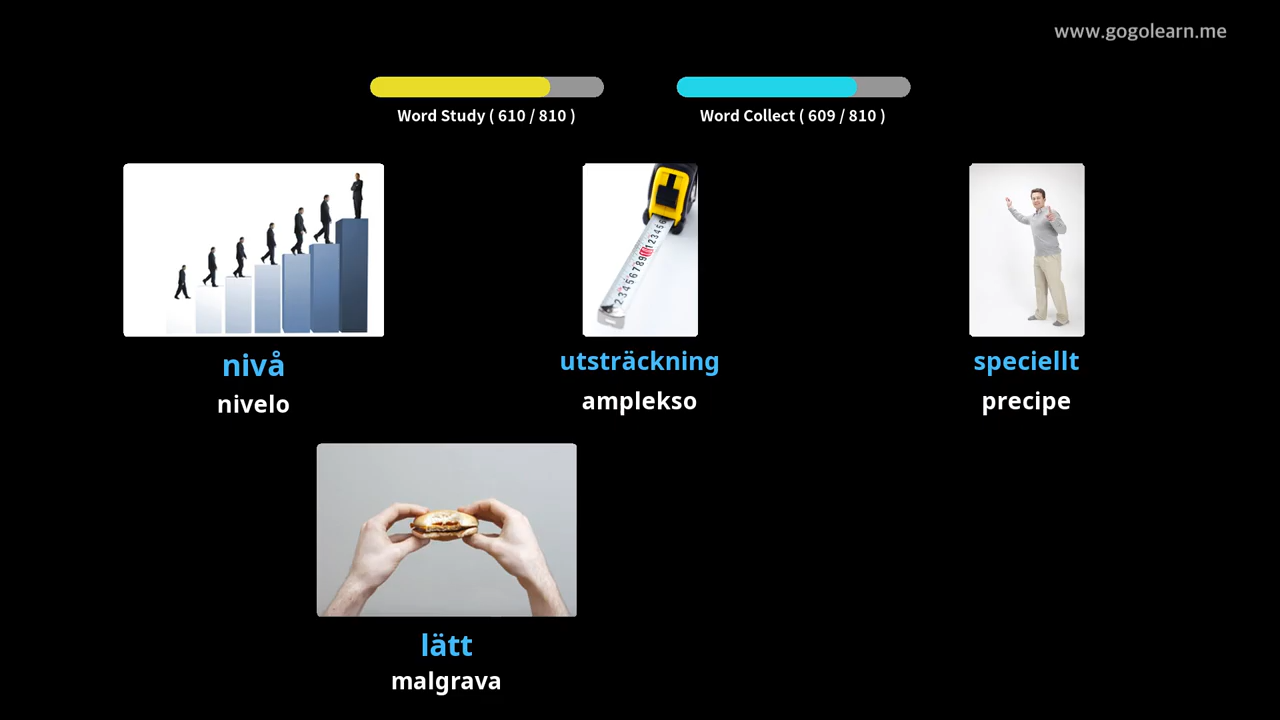 www.gogolearn.me
Word Study ( 610 / 810 )
Word Collect ( 609 / 810 )
nivå
nivelo
utsträckning
amplekso
speciellt
precipe
lätt
malgrava